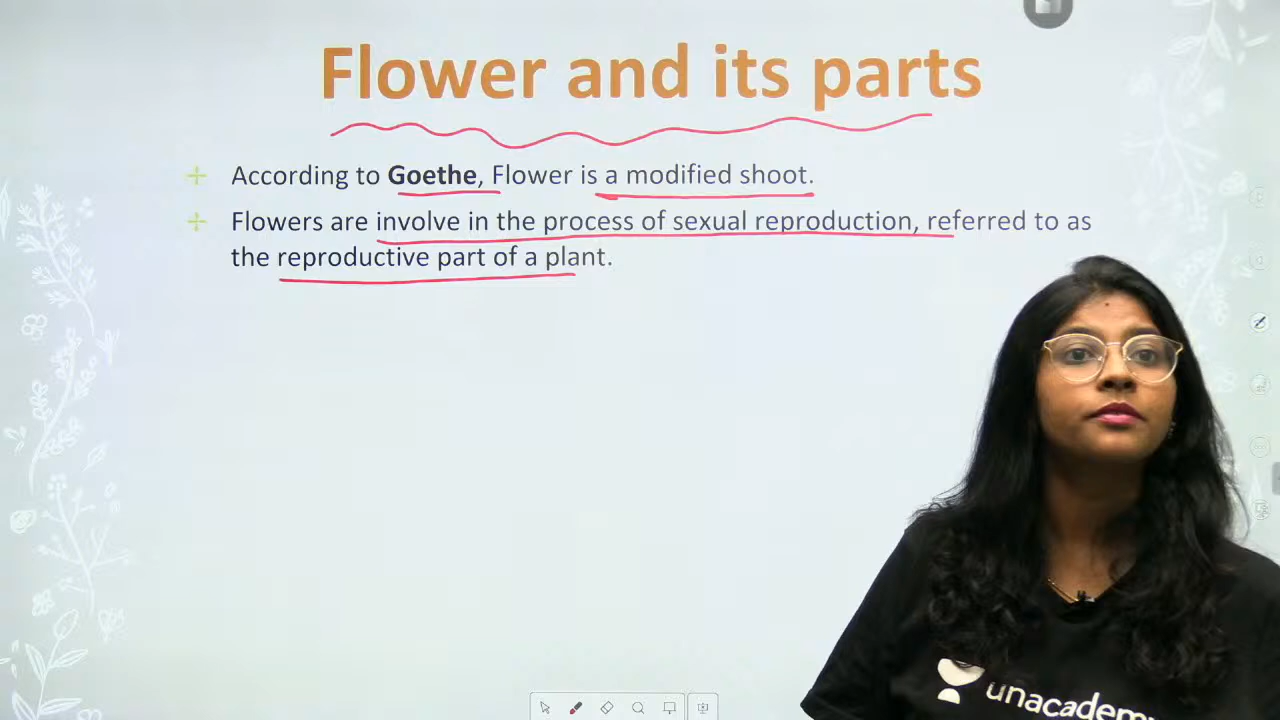 Flower and its parts
According to Goethe, Flower is a modified shoot.
Flowers are involve in the process of sexual reproduction, referred to as
the reproductive part of a plant.
unacademy